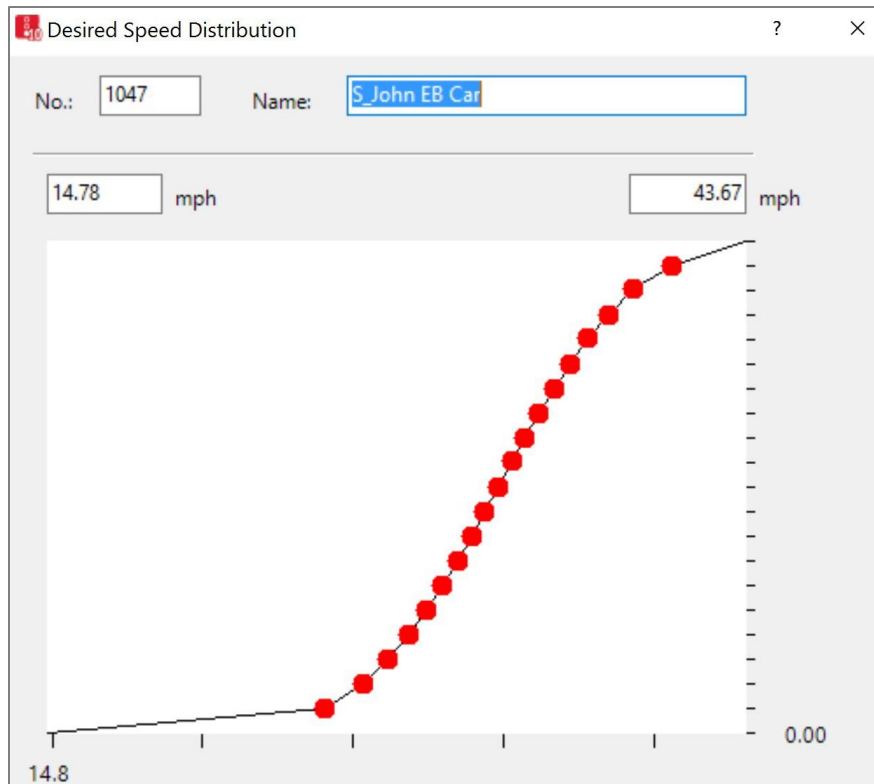 10
Desired Speed Distribution ? ×
No.: 1047 Name: S_John EB Car
14.78 mph 43.67 mph
0.00
14.8